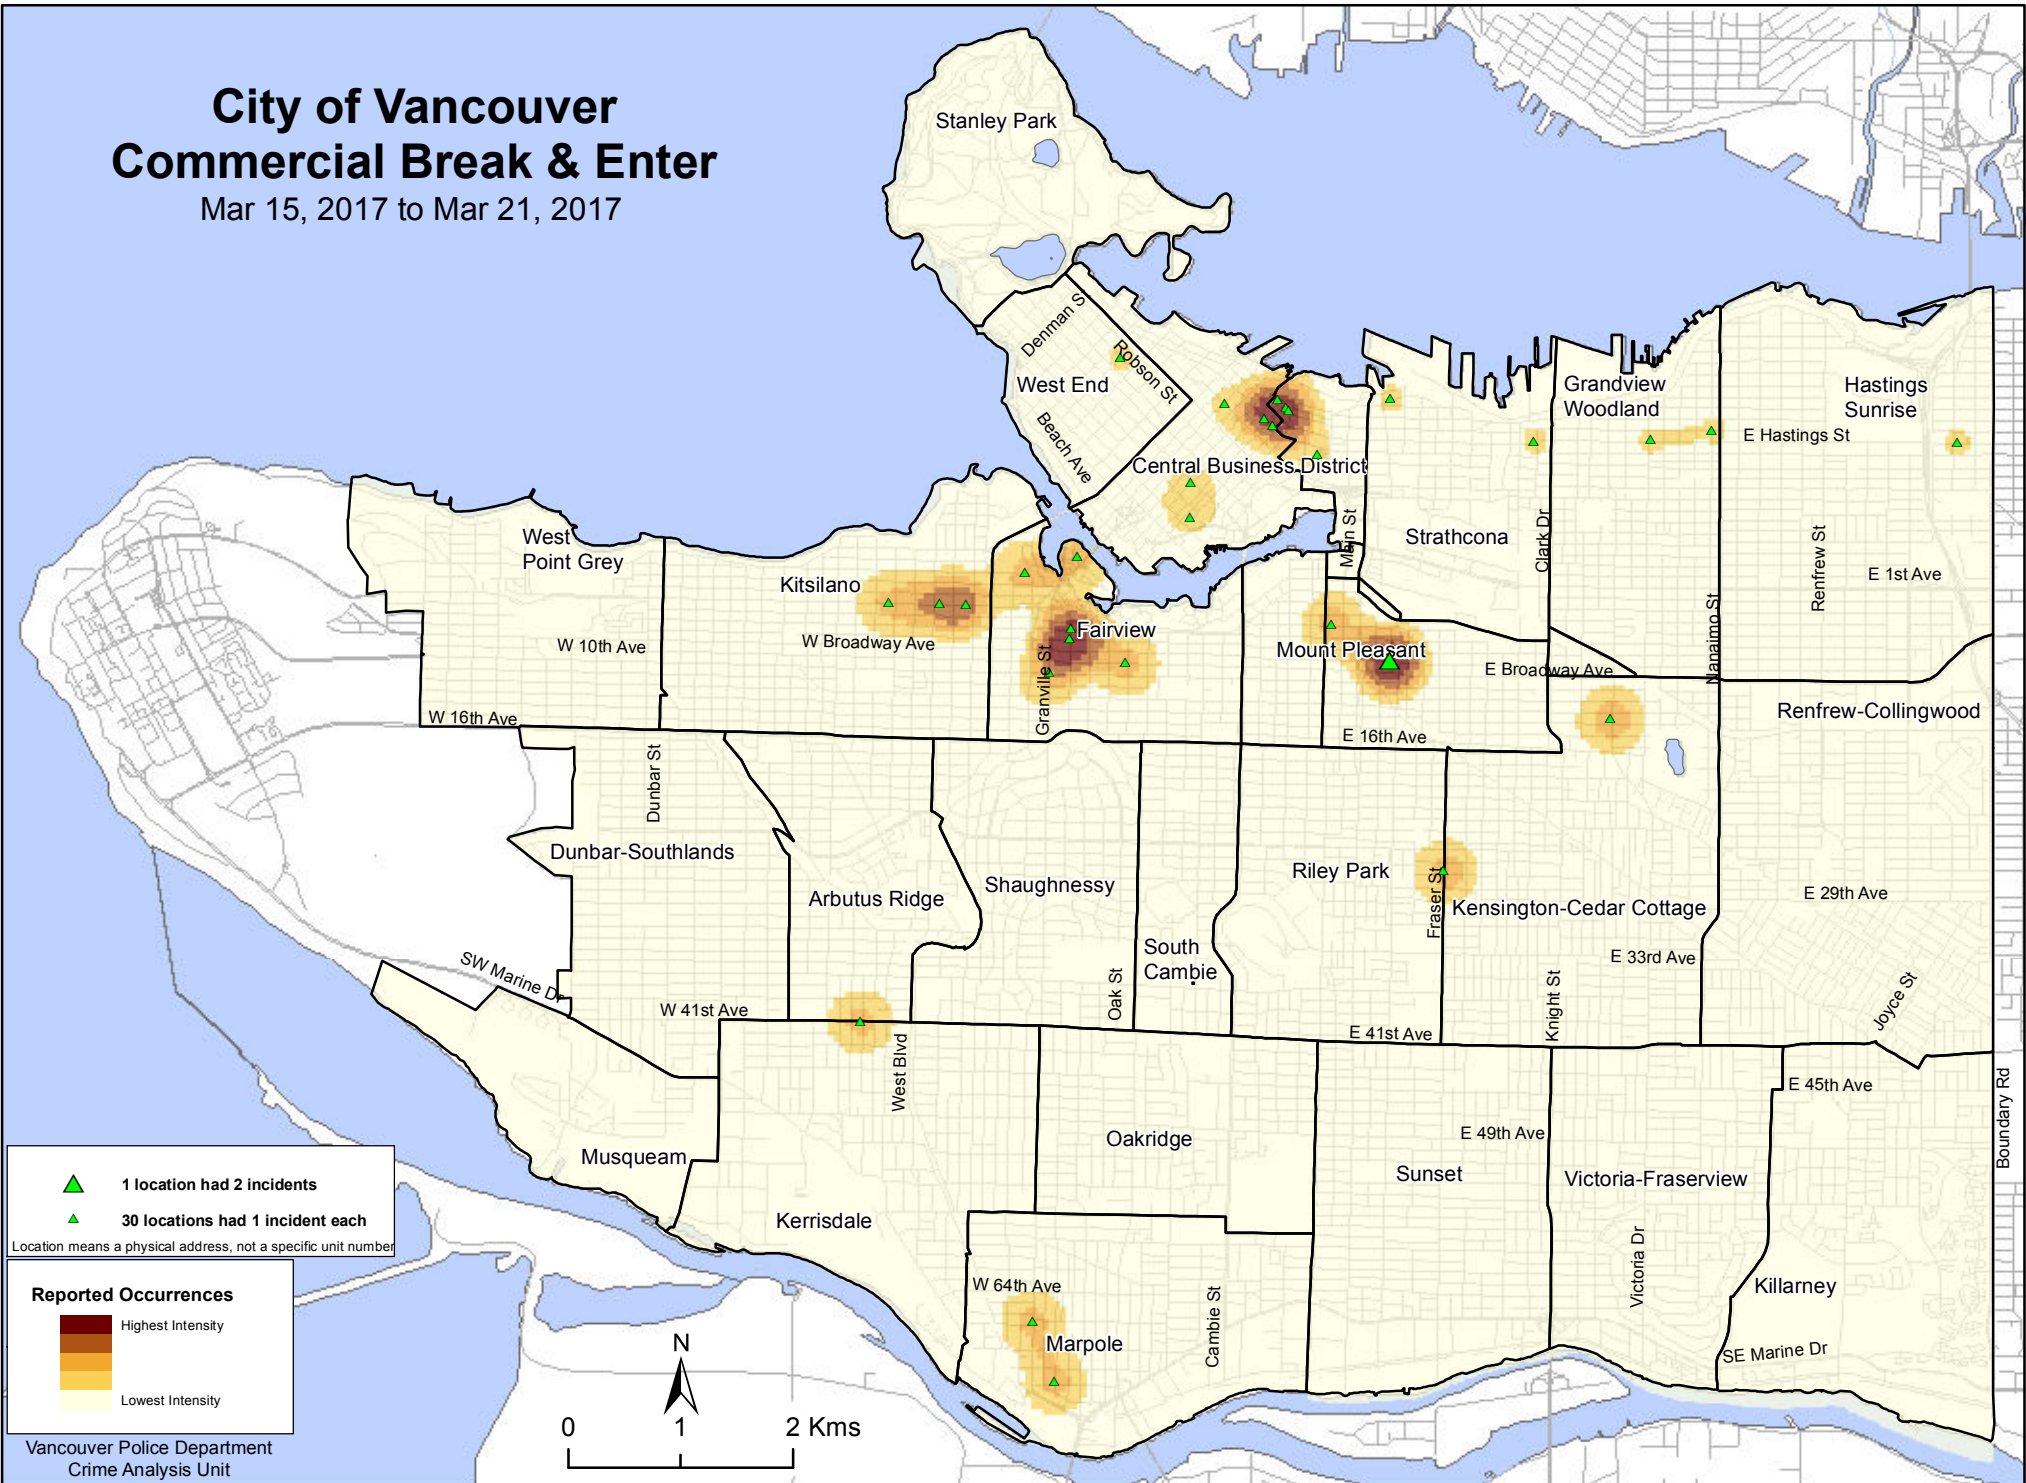 City of Vancouver
Commercial Break & Enter
Mar 15, 2017 to Mar 21, 2017
Stanley Park
Denman St
Robson St
West End
Beach Ave
Central Business District
Grandview
Woodland
Hastings
Sunrise
E Hastings St
West
Point Grey
Kitsilano
W 10th Ave
W Broadway Ave
Fairview
Granville St
Main St
Strathcona
Clark Dr
Nanaimo St
Renfrew St
E 1st Ave
Mount Pleasant
E Broadway Ave
W 16th Ave
E 16th Ave
Renfrew-Collingwood
Dunbar St
Dunbar-Southlands
Arbutus Ridge
Shaughnessy
South
Cambie
Oak St
Riley Park
Fraser St
Kensington-Cedar Cottage
E 29th Ave
E 33rd Ave
Knight St
Joyce St
SW Marine Dr
W 41st Ave
E 41st Ave
West Blvd
E 45th Ave
Boundary Rd
Musqueam
Oakridge
E 49th Ave
Sunset
Victoria-Fraserview
Kerrisdale
Victoria Dr
Killarney
W 64th Ave
Marpole
Cambie St
SE Marine Dr
1 location had 2 incidents
30 locations had 1 incident each
Location means a physical address, not a specific unit number
Reported Occurrences
Highest Intensity
Lowest Intensity
Vancouver Police Department
Crime Analysis Unit
N
0 1 2 Kms